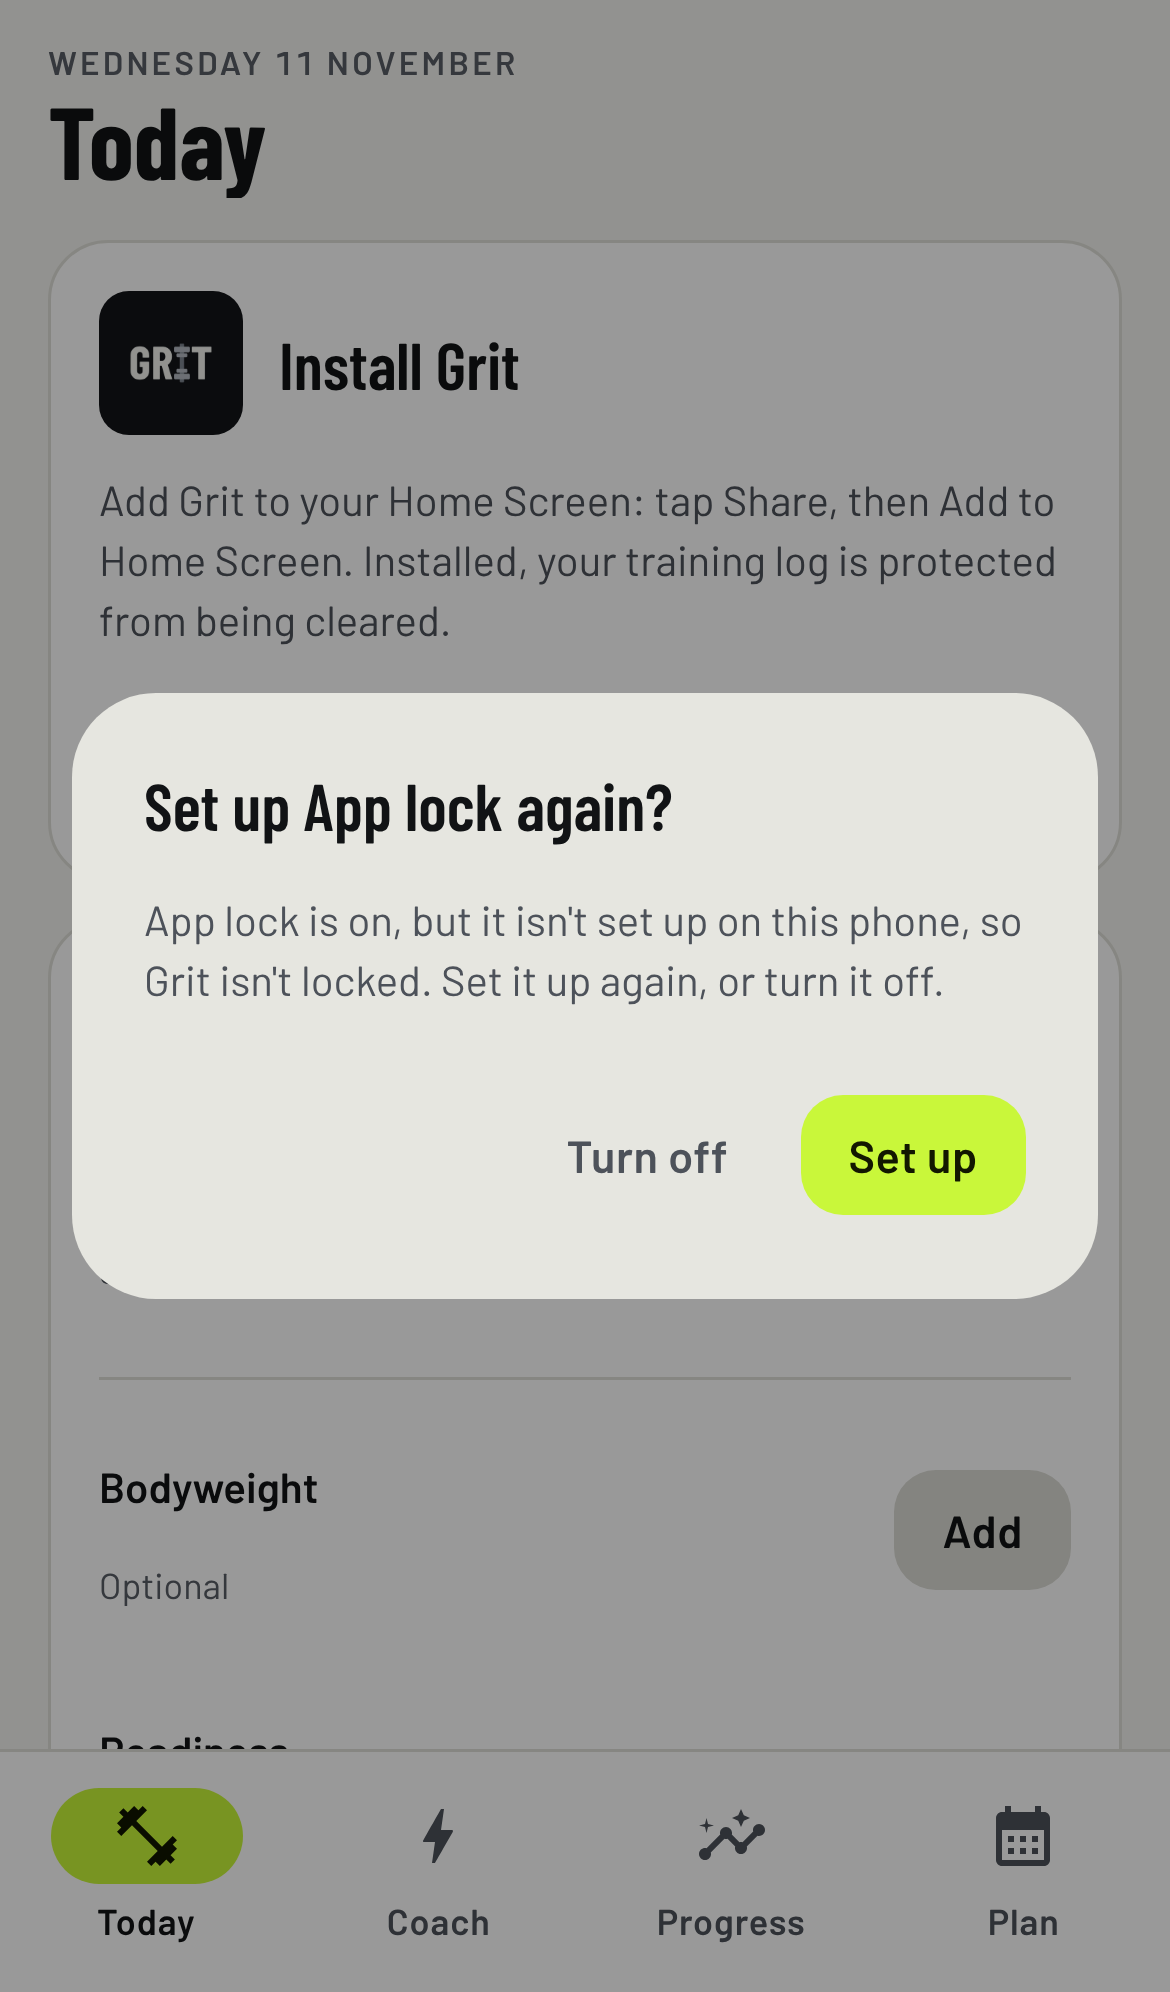 WEDNESDAY 11 NOVEMBER
Today
GRIT
Install Grit
Add Grit to your Home Screen: tap Share, then Add to
Home Screen. Installed, your training log is protected
from being cleared.
Set up App lock again?
App lock is on, but it isn't set up on this phone, so
Grit isn't locked. Set it up again, or turn it off.
Turn off
Set up
Bodyweight
Add
Optional
Readiness
Today
Coach
Progress
Plan